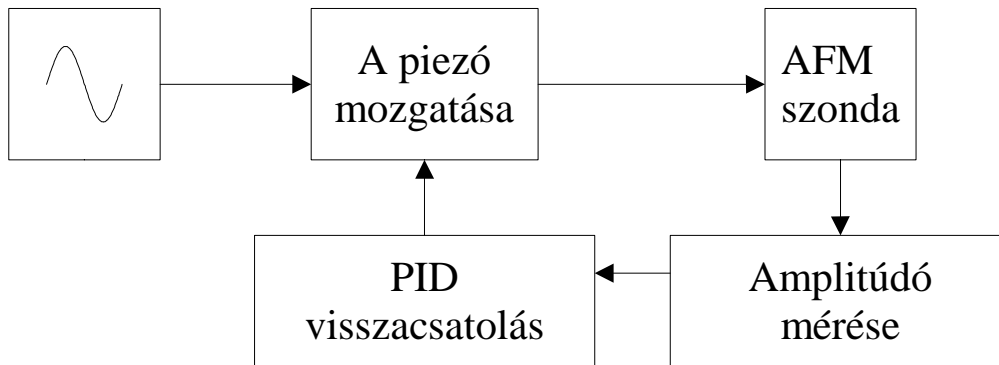 A piezó
mozgatása
AFM
szonda
PID
visszacsatolás
Amplitúdó
mérése